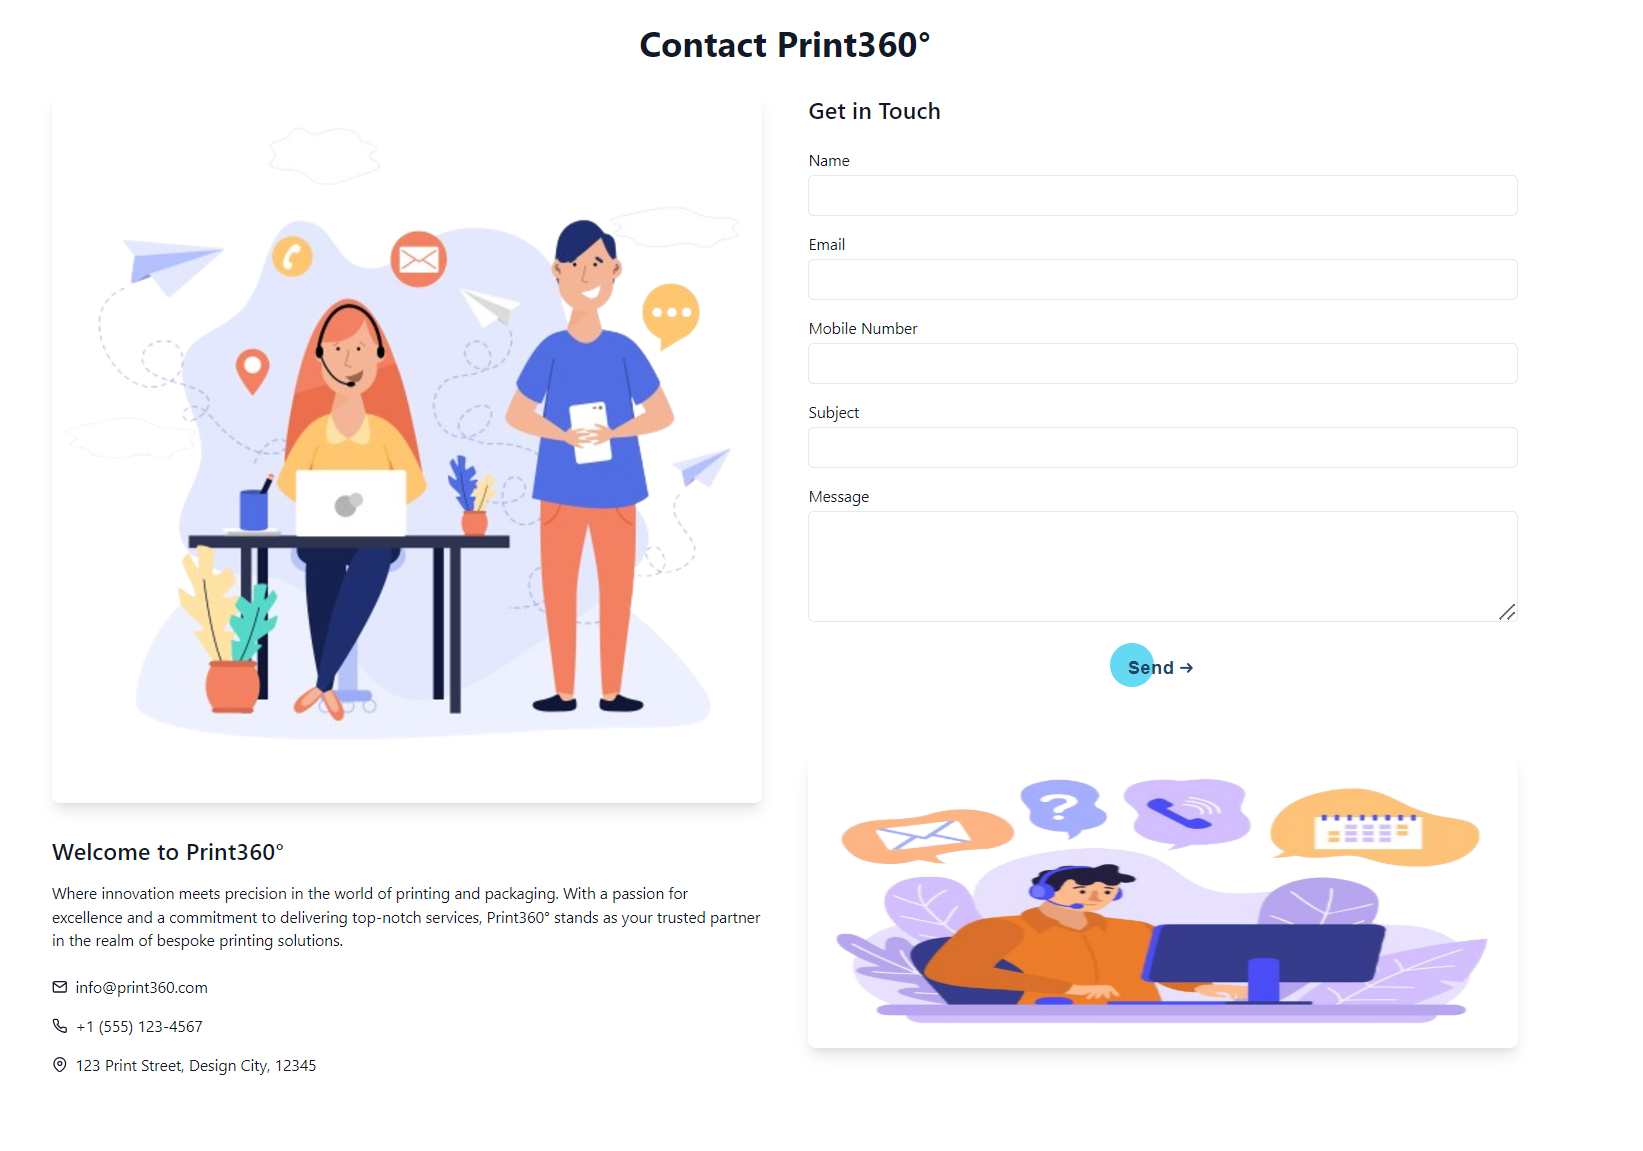 Contact Print360°
Get in Touch
Name
Email
Mobile Number
Subject
Message
Send →
Welcome to Print360°
Where innovation meets precision in the world of printing and packaging. With a passion for
excellence and a commitment to delivering top-notch services, Print360° stands as your trusted partner
in the realm of bespoke printing solutions.
info@print360.com
+1 (555) 123-4567
123 Print Street, Design City, 12345